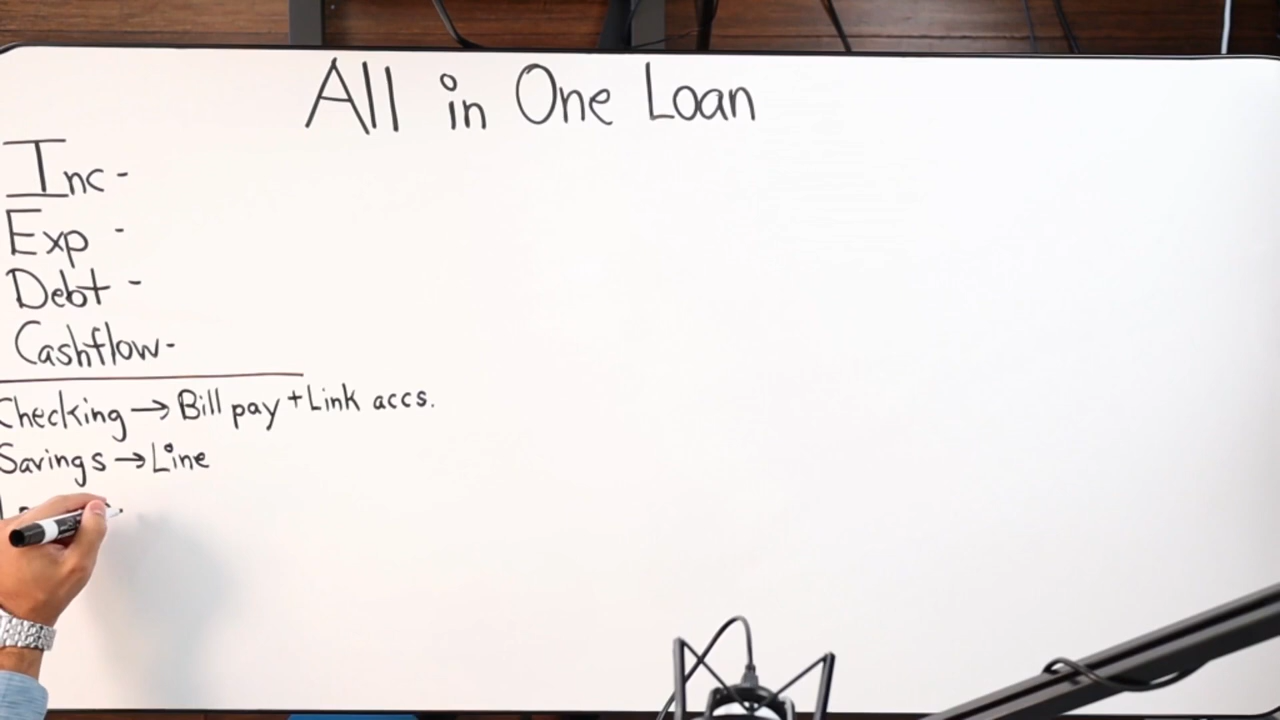 All in One Loan
Inc -
Exp -
Debt -
Cashflow-
Checking → Bill pay + Link accs.
Savings → Line